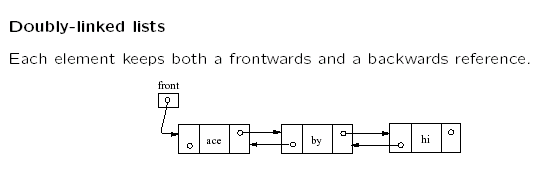 Doubly-linked lists
Each element keeps both a frontwards and a backwards reference.
front
ace by hi